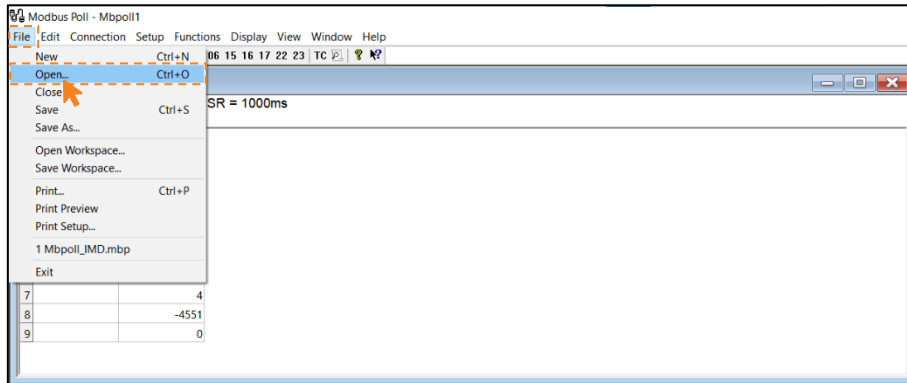 Modbus Poll - Mbpoll1
File Edit Connection Setup Functions Display View Window Help
New Ctrl+N
06 15 16 17 22 23 TC
Open... Ctrl+O
Close
SR = 1000ms
Save Ctrl+S
Save As...
Open Workspace...
Save Workspace...
Print... Ctrl+P
Print Preview
Print Setup...
1 Mbpoll_IMD.mbp
Exit
7 4
8 -4551
9 0